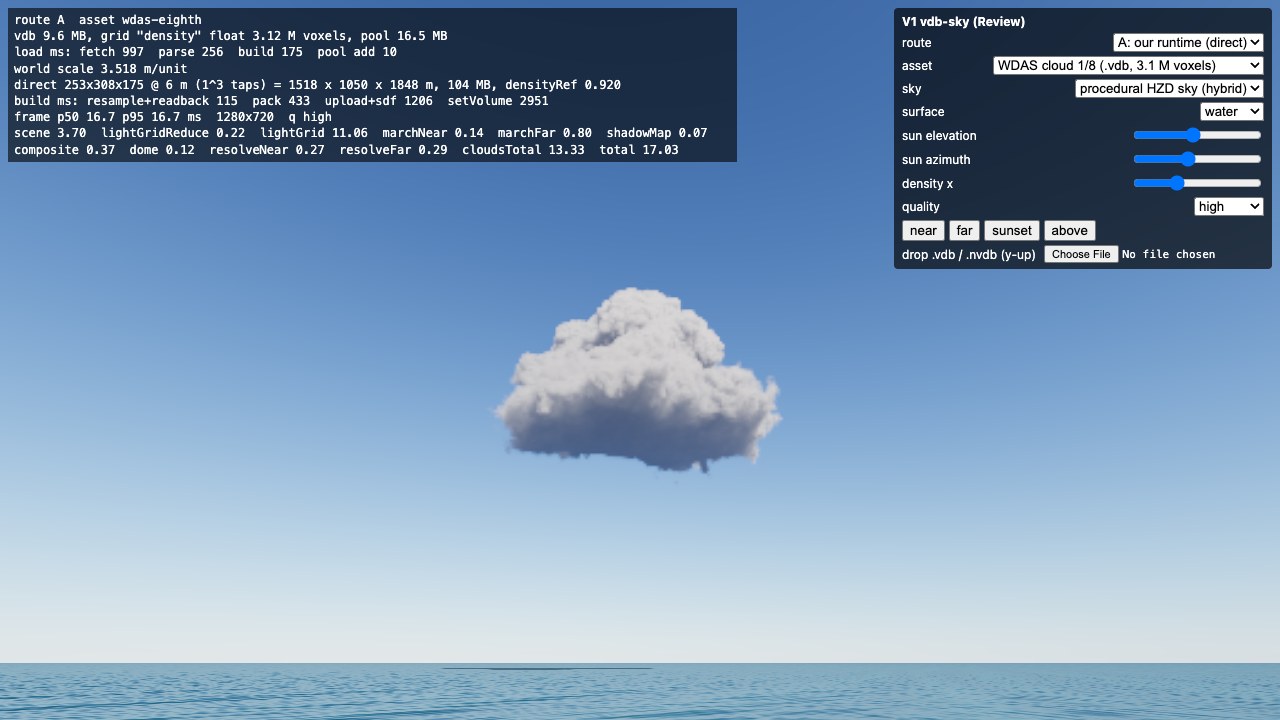 route A  asset wdas-eighth
vdb 9.6 MB, grid "density" float 3.12 M voxels, pool 16.5 MB
load ms: fetch 997  parse 256  build 175  pool add 10
world scale 3.518 m/unit
direct 253x308x175 @ 6 m (1^3 taps) = 1518 x 1050 x 1848 m, 104 MB, densityRef 0.920
build ms: resample+readback 115  pack 433  upload+sdf 1206  setVolume 2951
frame p50 16.7 p95 16.7 ms  1280x720  q high
scene 3.70  lightGridReduce 0.22  lightGrid 11.06  marchNear 0.14  marchFar 0.80  shadowMap 0.07
composite 0.37  dome 0.12  resolveNear 0.27  resolveFar 0.29  cloudsTotal 13.33  total 17.03
V1 vdb-sky (Review)
route A: our runtime (direct)
asset WDAS cloud 1/8 (.vdb, 3.1 M voxels)
sky procedural HZD sky (hybrid)
surface water
sun elevation
sun azimuth
density x
quality high
near far sunset above
drop .vdb / .nvdb (y-up) Choose File No file chosen